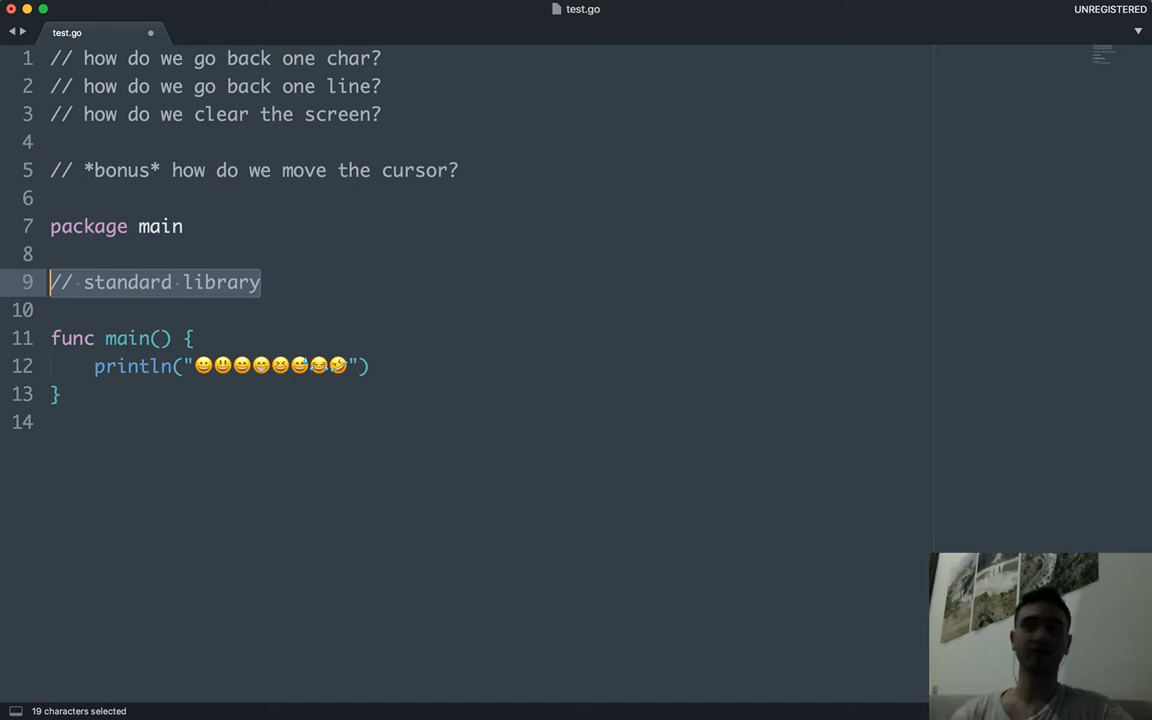 test.go
UNREGISTERED
test.go
1 // how do we go back one char?
2 // how do we go back one line?
3 // how do we clear the screen?
4
5 // *bonus* how do we move the cursor?
6
7 package main
8
9 // standard library
10
11 func main() {
12 println("😀😃😄😁😆😅😂🤣")
13 }
14
19 characters selected